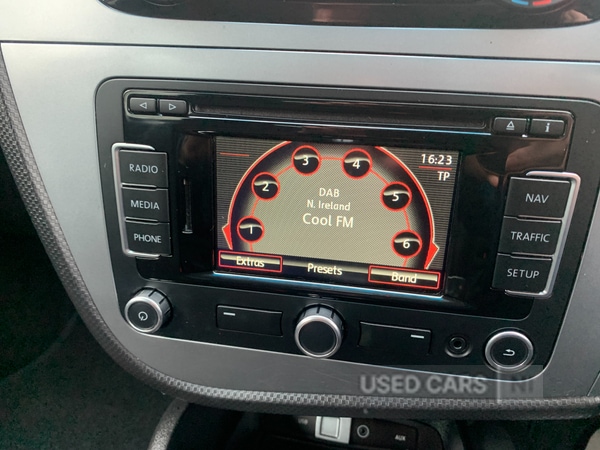 RADIO
MEDIA
PHONE
16:23
TP
DAB
N. Ireland
Cool FM
1
2
3
4
5
6
Extras
Presets
Band
NAV
TRAFFIC
SETUP
USED CARS NI